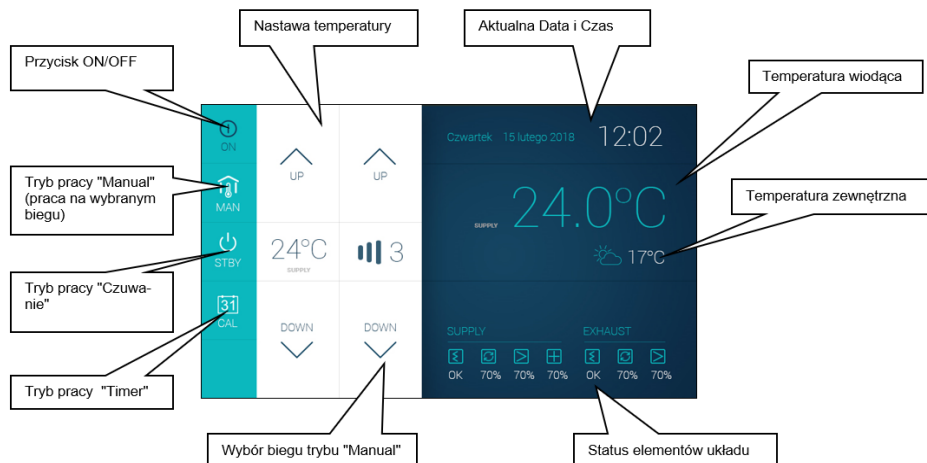 Nastawa temperatury
Aktualna Data i Czas
Przycisk ON/OFF
Temperatura wiodąca
Tryb pracy "Manual"
(praca na wybranym
biegu)
Temperatura zewnętrzna
Tryb pracy "Czuwa-
nie"
Tryb pracy "Timer"
Wybór biegu trybu "Manual"
Status elementów układu
ON
MAN
STBY
31
CAL
UP
UP
24°C
SUPPLY
3
DOWN
DOWN
Czwartek 15 lutego 2018 12:02
SUPPLY 24.0°C
17°C
SUPPLY EXHAUST
OK 70% 70% 70% OK 70% 70%